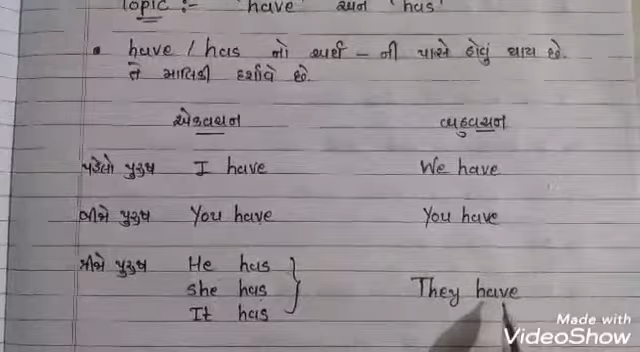 Topic :- 'have' અને 'has'
• have / has નો અર્થ – ની પાસે હોવું થાય છે.
તે માલિકી દર્શાવે છે.
એકવચન બહુવચન
પહેલો પુરુષ I have We have
બીજો પુરુષ You have You have
ત્રીજો પુરુષ He has
she has They have
It has
Made with
VideoShow